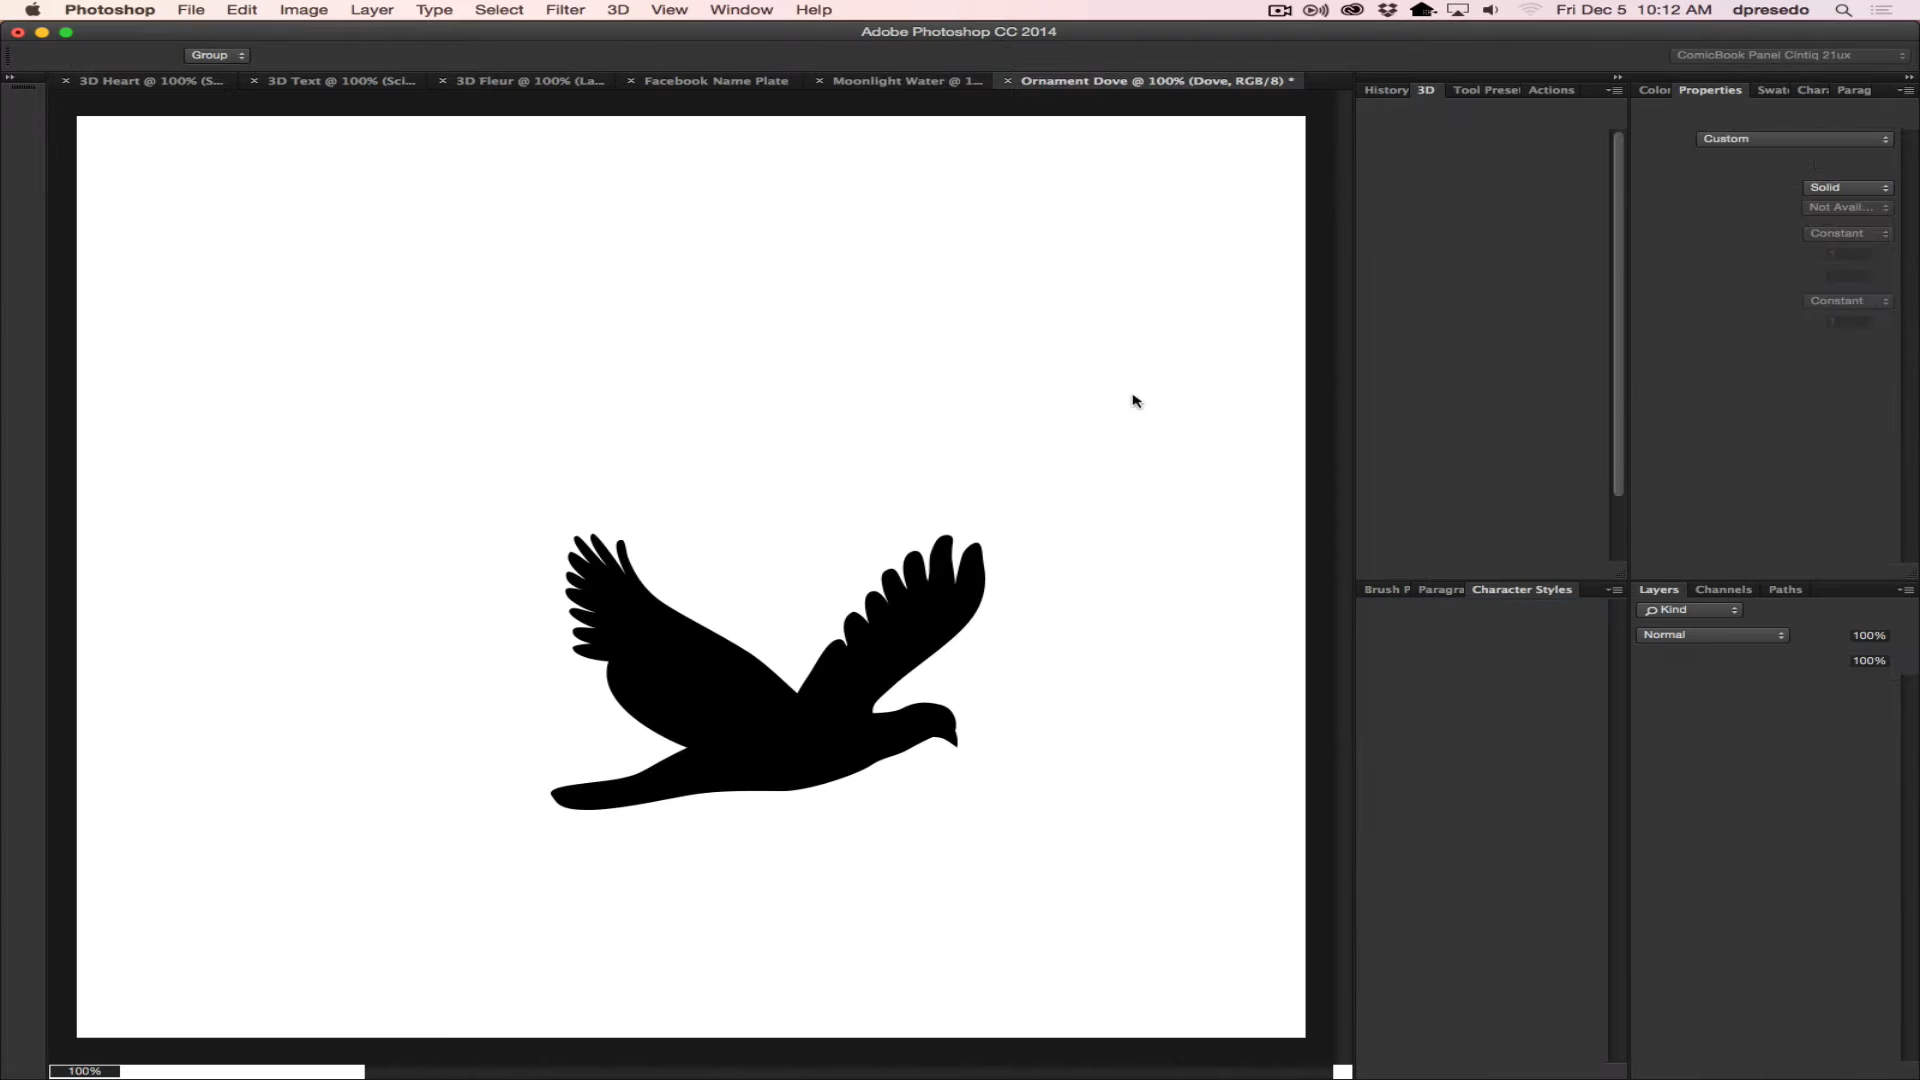 Photoshop File Edit Image Layer Type Select Filter 3D View Window Help Fri Dec 5 10:12 AM dpresedo
Adobe Photoshop CC 2014
Group ComicBook Panel Cintiq 21ux
× 3D Heart @ 100% (S... × 3D Text @ 100% (Sci... × 3D Fleur @ 100% (La... × Facebook Name Plate × Moonlight Water @ 1... × Ornament Dove @ 100% (Dove, RGB/8) *
History 3D Tool Preset Actions Color Properties Swat Char Parag
Custom
Solid
Not Avail...
Constant
Constant
Brush P Paragra Character Styles Layers Channels Paths
Kind
Normal 100%
100%
100%